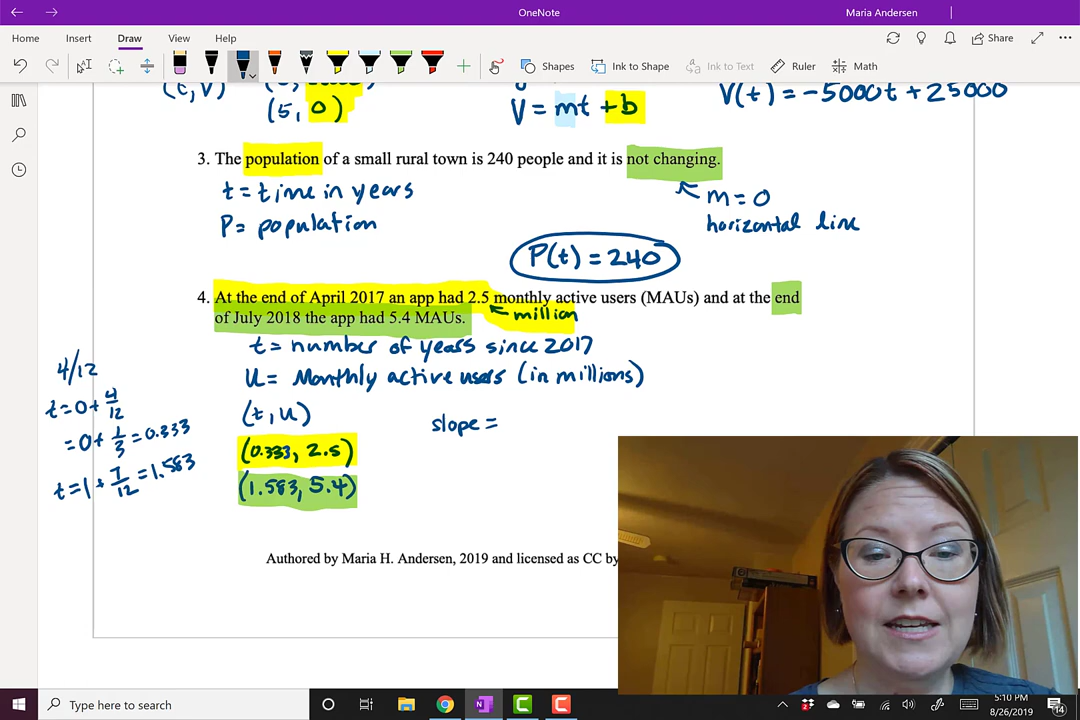 OneNote
Maria Andersen
Home Insert Draw View Help
Share
Shapes Ink to Shape Ink to Text Ruler Math
(5, 0)
V = mt + b
V(t) = -5000t + 25000
3. The population of a small rural town is 240 people and it is not changing.
t = time in years
P = population
m = 0
horizontal line
P(t) = 240
4. At the end of April 2017 an app had 2.5 monthly active users (MAUs) and at the end
of July 2018 the app had 5.4 MAUs.
million
t = number of years since 2017
U = Monthly active users (in millions)
4/12
t = 0 + 4/12
= 0 + 1/3 = 0.333
t = 1 + 7/12 = 1.583
(t, U)
(0.333, 2.5)
(1.583, 5.4)
slope =
Authored by Maria H. Andersen, 2019 and licensed as CC by
Type here to search
5:10 PM
8/26/2019
14